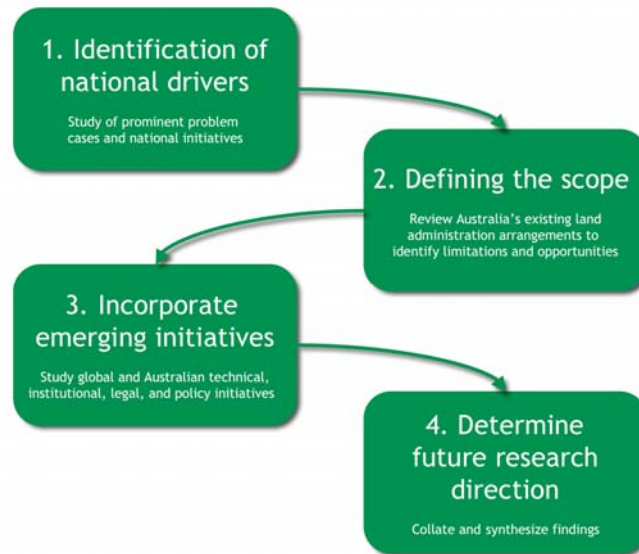 1. Identification of
national drivers
Study of prominent problem
cases and national initiatives
2. Defining the scope
Review Australia's existing land
administration arrangements to
identify limitations and opportunities
3. Incorporate
emerging initiatives
Study global and Australian technical,
institutional, legal, and policy initiatives
4. Determine
future research
direction
Collate and synthesize findings